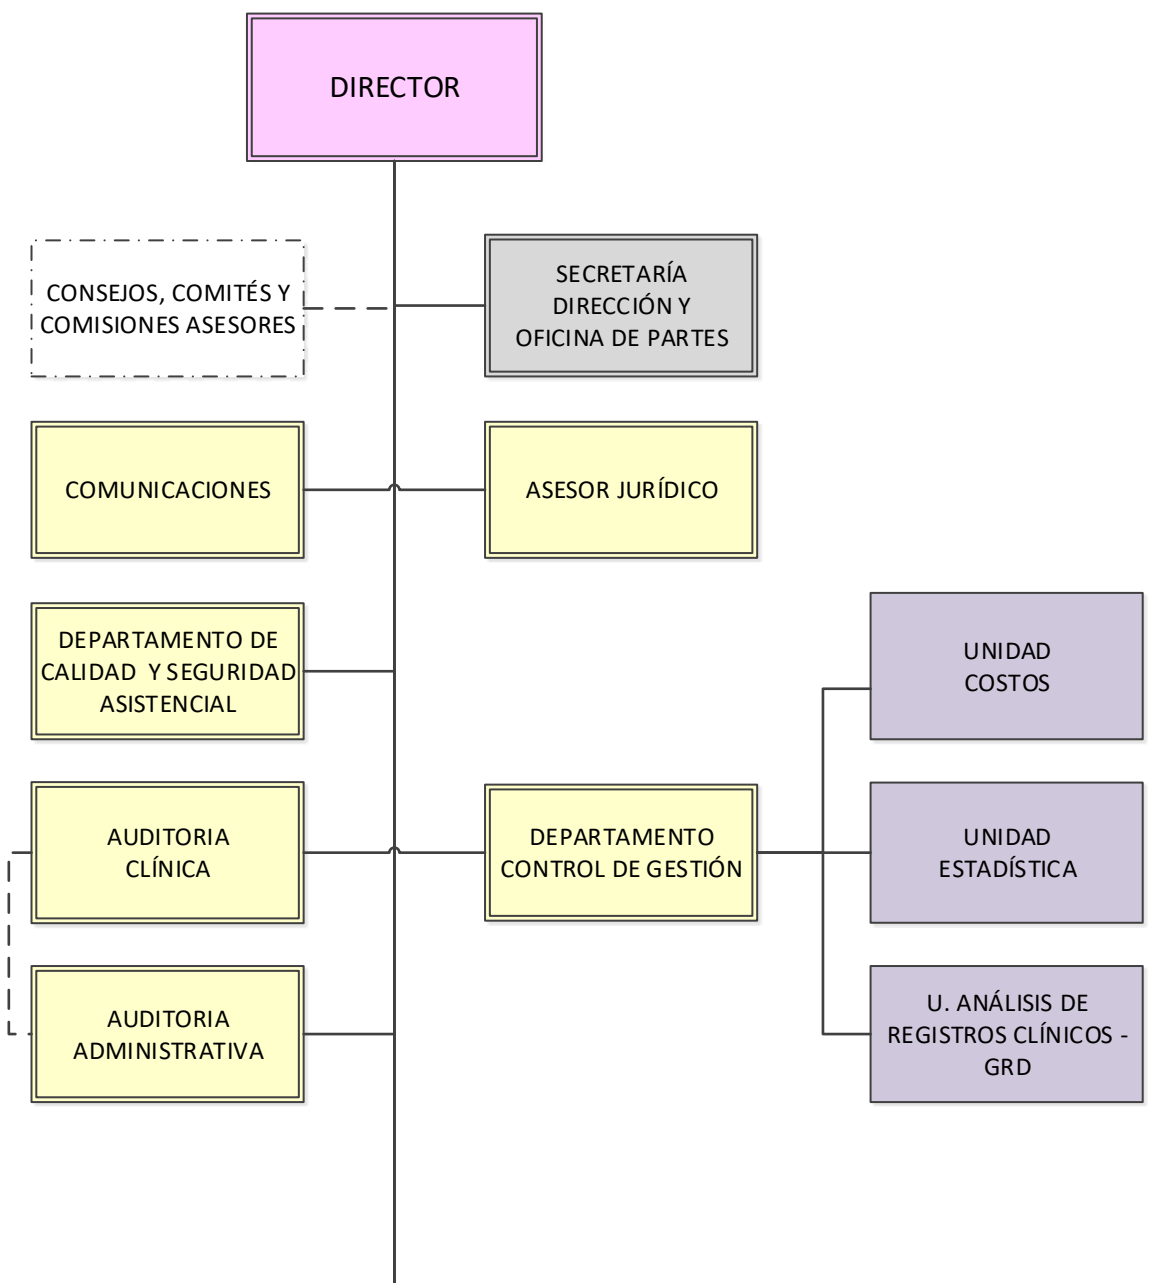 DIRECTOR
CONSEJOS, COMITÉS Y
COMISIONES ASESORES
SECRETARÍA
DIRECCIÓN Y
OFICINA DE PARTES
COMUNICACIONES
ASESOR JURÍDICO
DEPARTAMENTO DE
CALIDAD Y SEGURIDAD
ASISTENCIAL
UNIDAD
COSTOS
AUDITORIA
CLÍNICA
DEPARTAMENTO
CONTROL DE GESTIÓN
UNIDAD
ESTADÍSTICA
AUDITORIA
ADMINISTRATIVA
U. ANÁLISIS DE
REGISTROS CLÍNICOS -
GRD